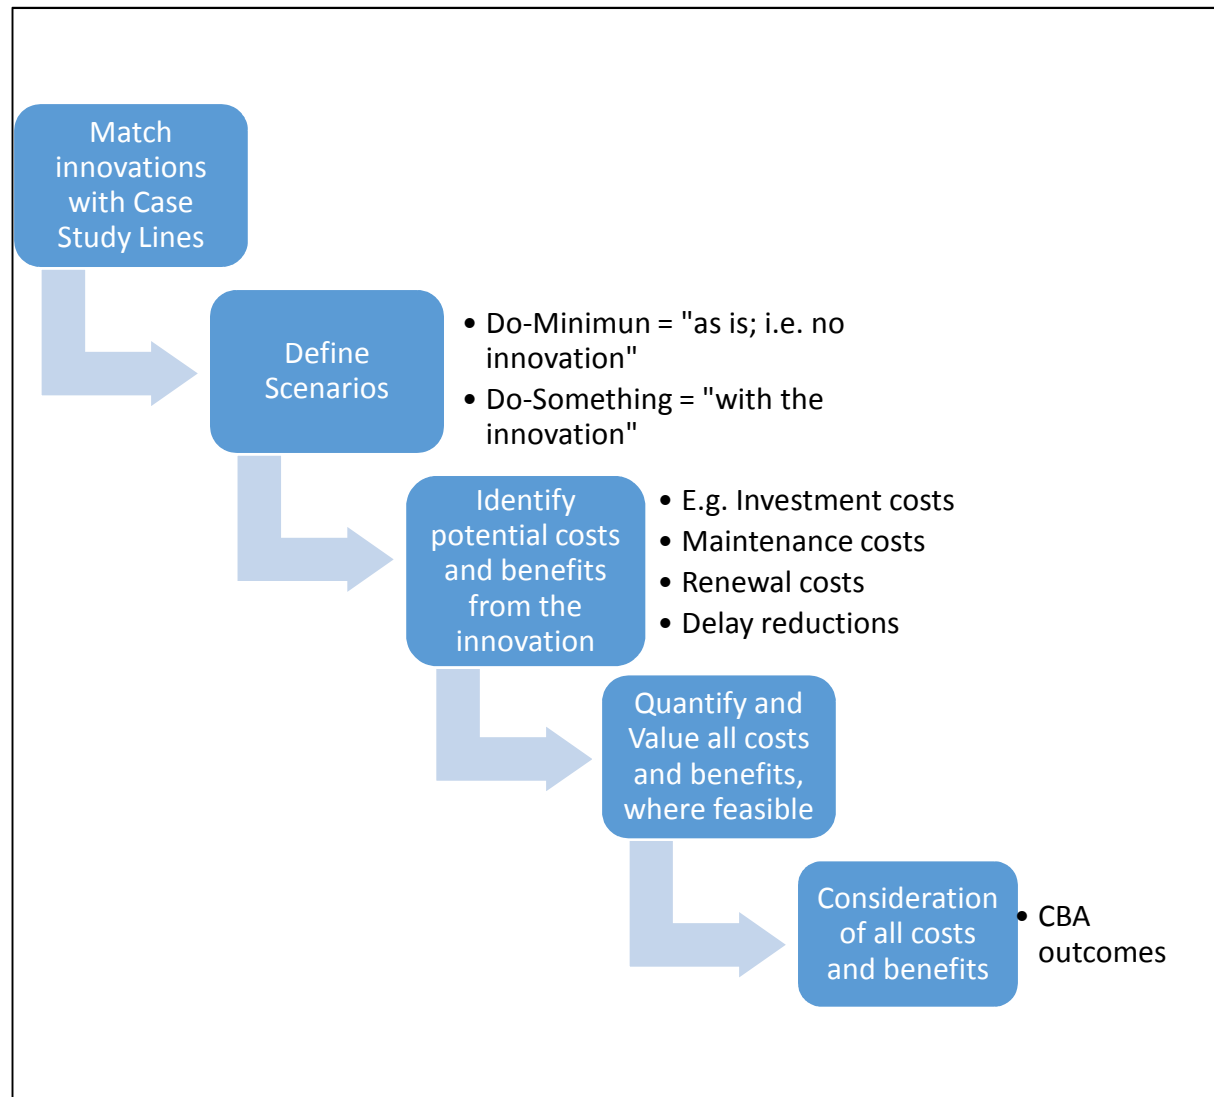 Match
innovations
with Case
Study Lines
Define
Scenarios
• Do-Minimun = "as is; i.e. no
innovation"
• Do-Something = "with the
innovation"
Identify
potential costs
and benefits
from the
innovation
• E.g. Investment costs
• Maintenance costs
• Renewal costs
• Delay reductions
Quantify and
Value all costs
and benefits,
where feasible
Consideration
of all costs
and benefits
• CBA
outcomes